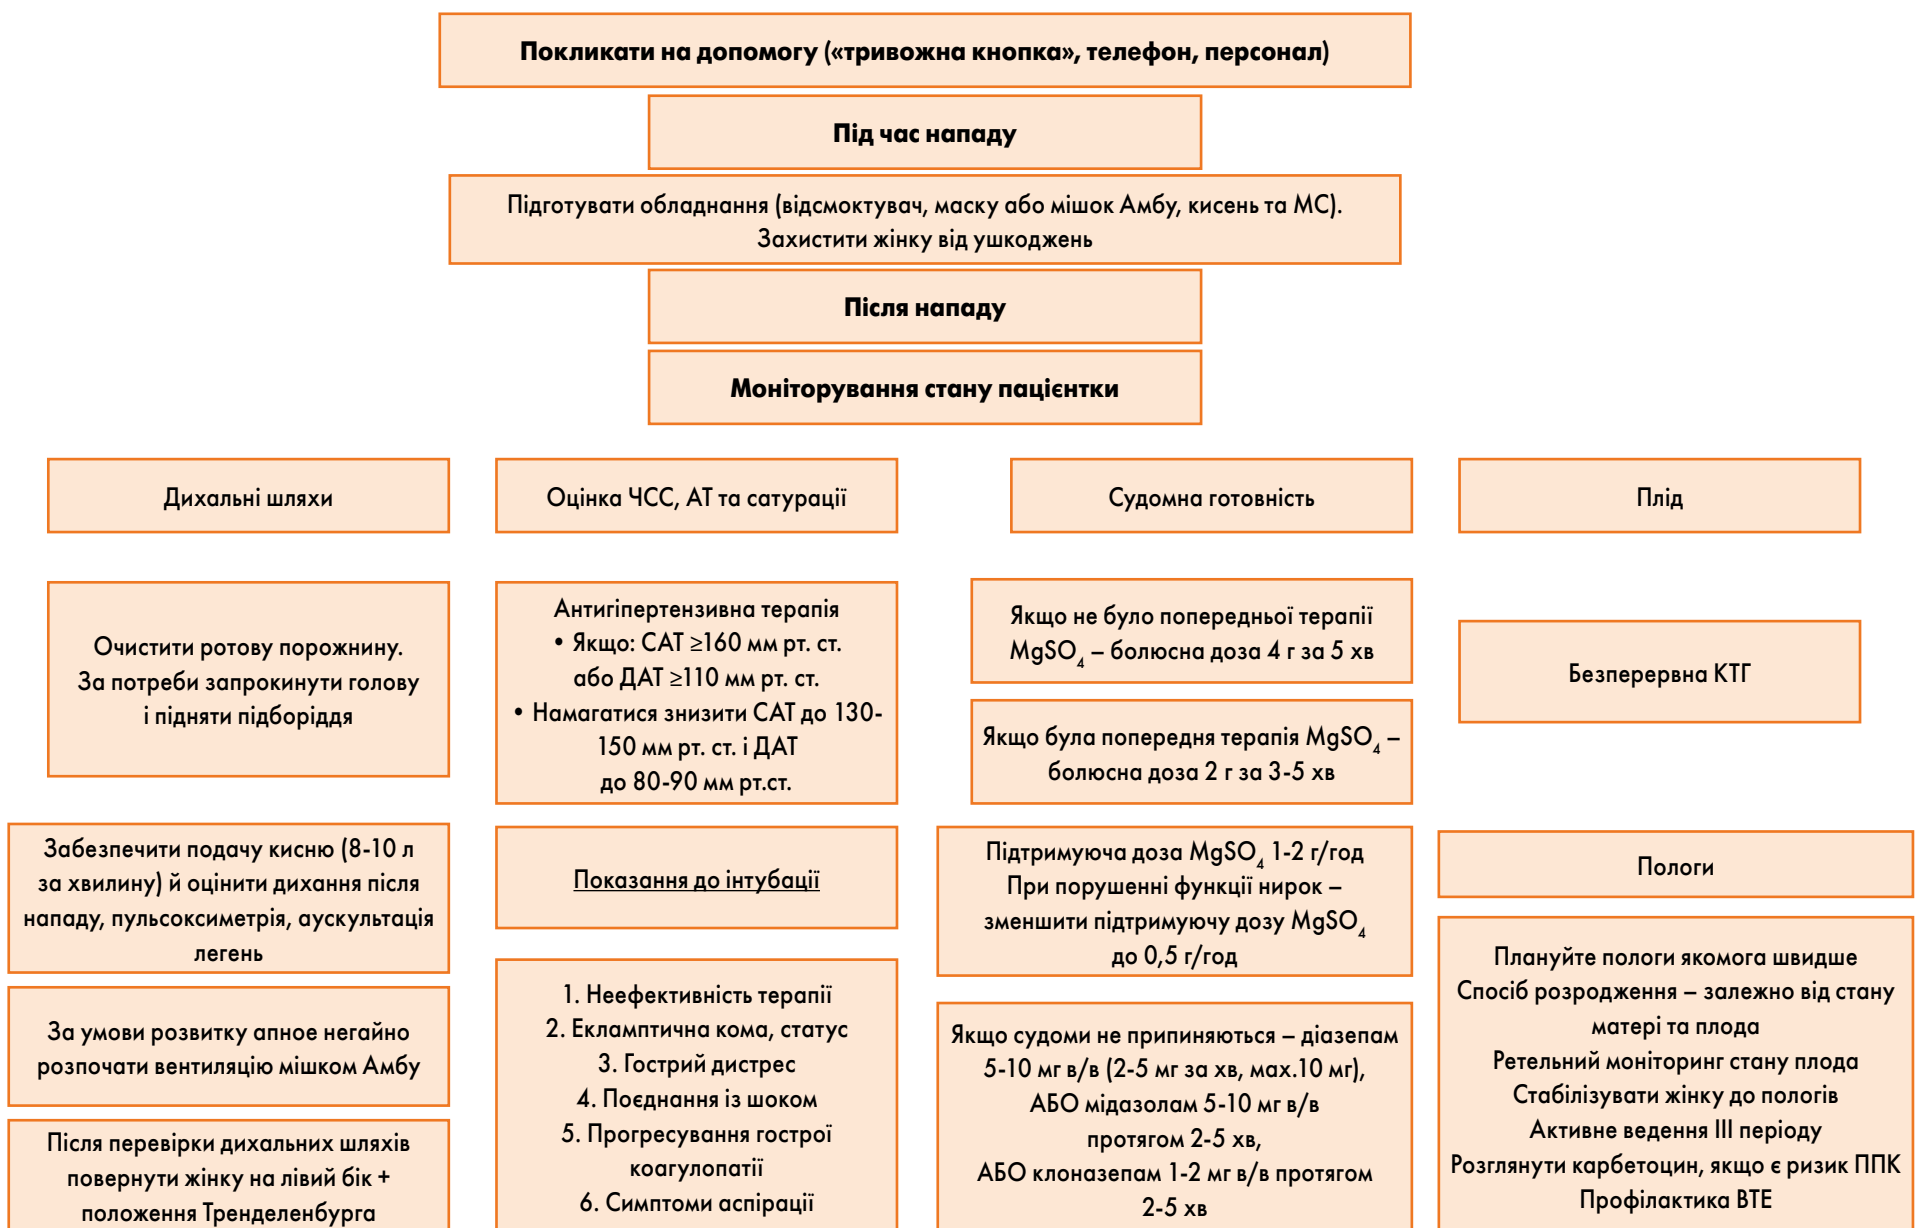 Покликати на допомогу («тривожна кнопка», телефон, персонал)
Під час нападу
Підготувати обладнання (відсмоктувач, маску або мішок Амбу, кисень та МС).
Захистити жінку від ушкоджень
Після нападу
Моніторування стану пацієнтки
Дихальні шляхи
Очистити ротову порожнину.
За потреби запрокинути голову
і підняти підборіддя
Забезпечити подачу кисню (8-10 л
за хвилину) й оцінити дихання після
нападу, пульсоксиметрія, аускультація
легень
За умови розвитку апное негайно
розпочати вентиляцію мішком Амбу
Після перевірки дихальних шляхів
повернути жінку на лівий бік +
положення Тренделенбурга
Оцінка ЧСС, АТ та сатурації
Антигіпертензивна терапія
• Якщо: САТ ≥160 мм рт. ст.
або ДАТ ≥110 мм рт. ст.
• Намагатися знизити САТ до 130-
150 мм рт. ст. і ДАТ
до 80-90 мм рт.ст.
Показання до інтубації
1. Неефективність терапії
2. Екламптична кома, статус
3. Гострий дистрес
4. Поєднання із шоком
5. Прогресування гострої
коагулопатії
6. Симптоми аспірації
Судомна готовність
Якщо не було попередньої терапії
MgSO₄ – болюсна доза 4 г за 5 хв
Якщо була попередня терапія MgSO₄ –
болюсна доза 2 г за 3-5 хв
Підтримуюча доза MgSO₄ 1-2 г/год
При порушенні функції нирок –
зменшити підтримуючу дозу MgSO₄
до 0,5 г/год
Якщо судоми не припиняються – діазепам
5-10 мг в/в (2-5 мг за хв, мах.10 мг),
АБО мідазолам 5-10 мг в/в
протягом 2-5 хв,
АБО клоназепам 1-2 мг в/в протягом
2-5 хв
Плід
Безперервна КТГ
Пологи
Плануйте пологи якомога швидше
Спосіб розродження – залежно від стану
матері та плода
Ретельний моніторинг стану плода
Стабілізувати жінку до пологів
Активне ведення III періоду
Розглянути карбетоцин, якщо є ризик ППК
Профілактика ВТЕ